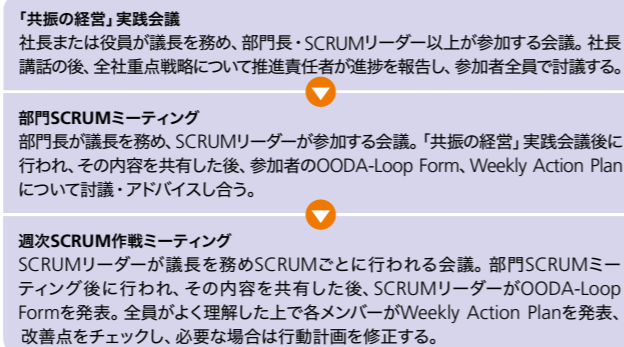 「共振の経営」実践会議
社長または役員が議長を務め、部門長・SCRUMリーダー以上が参加する会議。社長
講話の後、全社重点戦略について推進責任者が進捗を報告し、参加者全員で討議する。
部門SCRUMミーティング
部門長が議長を務め、SCRUMリーダーが参加する会議。「共振の経営」実践会議後に
行われ、その内容を共有した後、参加者のOODA-Loop Form、Weekly Action Plan
について討議・アドバイスし合う。
週次SCRUM作戦ミーティング
SCRUMリーダーが議長を務めSCRUMごとに行われる会議。部門SCRUMミー
ティング後に行われ、その内容を共有した後、SCRUMリーダーがOODA-Loop
Formを発表。全員がよく理解した上で各メンバーがWeekly Action Planを発表、
改善点をチェックし、必要な場合は行動計画を修正する。